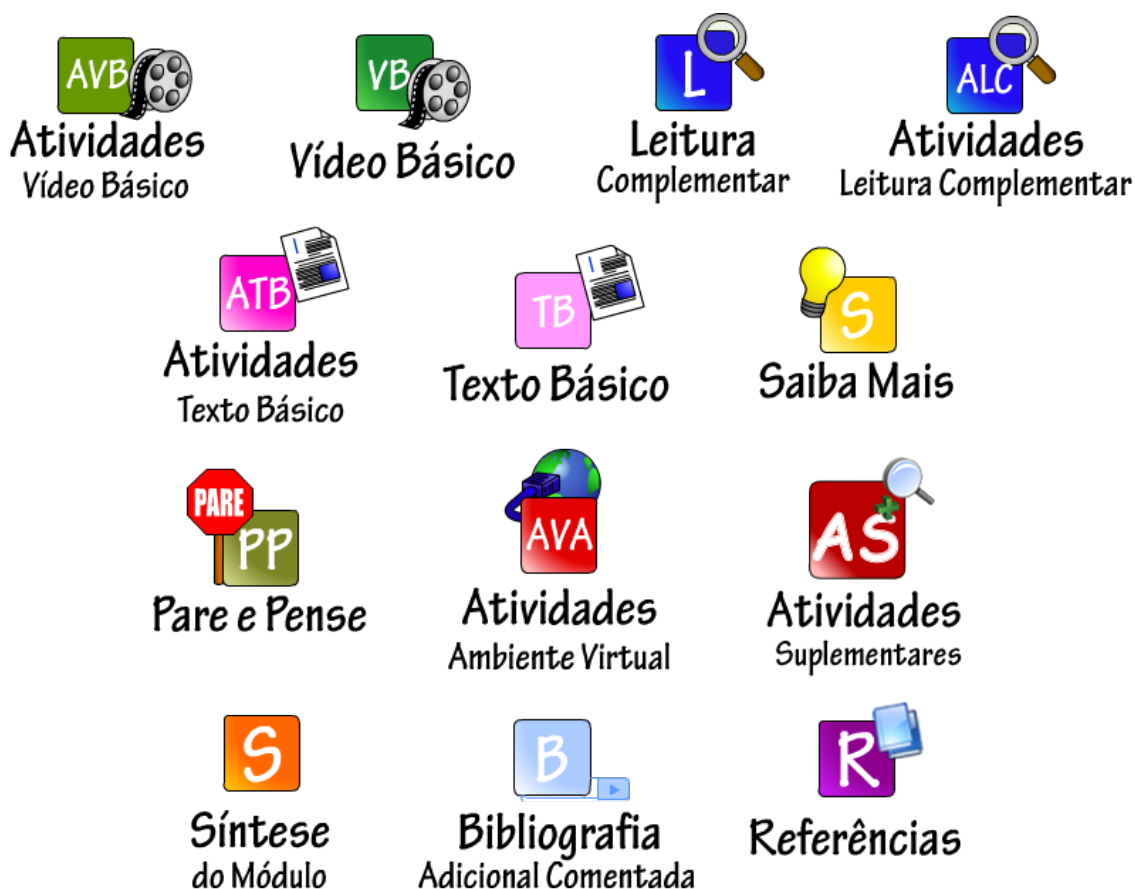 AVB
Atividades
Vídeo Básico
VB
Vídeo Básico
L
Leitura
Complementar
ALC
Atividades
Leitura Complementar
ATB
Atividades
Texto Básico
TB
Texto Básico
S
Saiba Mais
PARE
PP
Pare e Pense
AVA
Atividades
Ambiente Virtual
AS
Atividades
Suplementares
S
Síntese
do Módulo
B
Bibliografia
Adicional Comentada
R
Referências